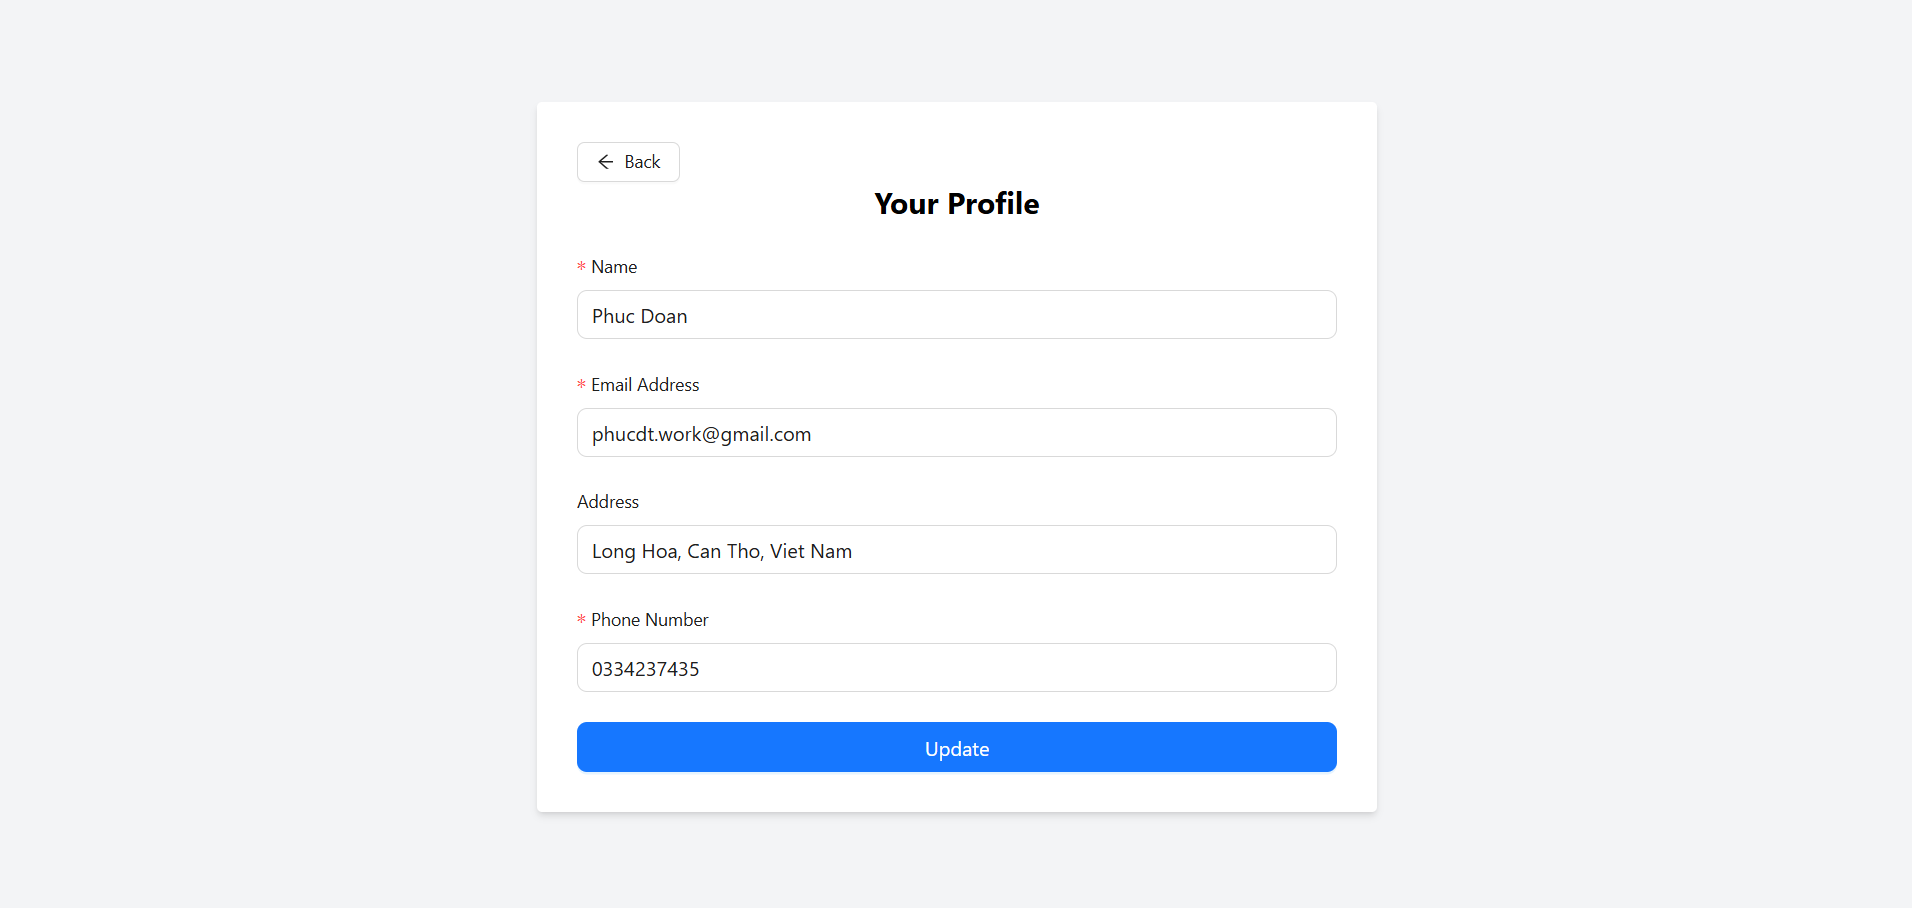 Back
Your Profile
* Name
Phuc Doan
* Email Address
phucdt.work@gmail.com
Address
Long Hoa, Can Tho, Viet Nam
* Phone Number
0334237435
Update